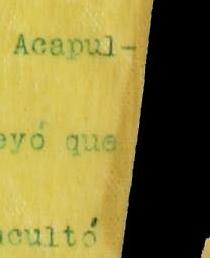 Acapul-
eyó que
cultó